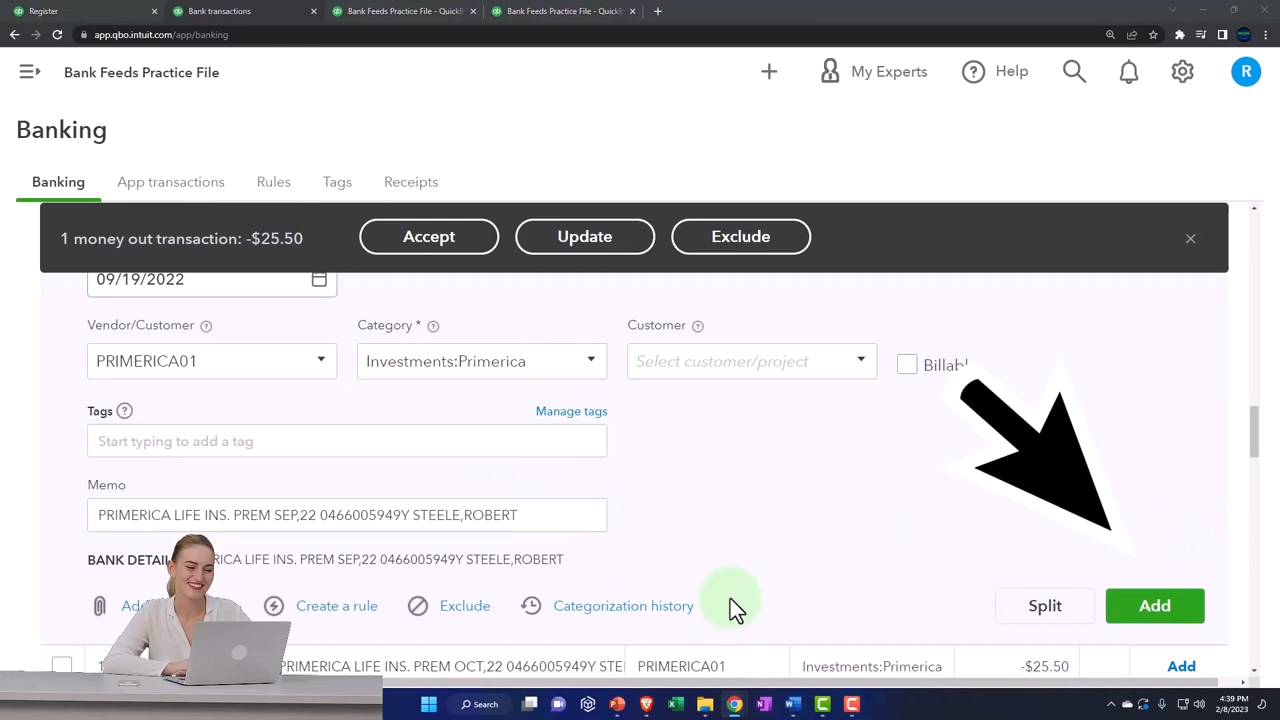 Register
Bank transactions
Bank Feeds Practice File - QuickB
Bank Feeds Practice File - QuickB
app.qbo.intuit.com/app/banking
Bank Feeds Practice File
My Experts
Help
R
Banking
Banking
App transactions
Rules
Tags
Receipts
1 money out transaction: -$25.50
Accept
Update
Exclude
09/19/2022
Vendor/Customer
Category *
Customer
PRIMERICA01
Investments:Primerica
Select customer/project
Billabl
Tags
Manage tags
Start typing to add a tag
Memo
PRIMERICA LIFE INS. PREM SEP,22 0466005949Y STEELE,ROBERT
BANK DETAIL RICA LIFE INS. PREM SEP,22 0466005949Y STEELE,ROBERT
Create a rule
Exclude
Categorization history
Split
Add
PRIMERICA LIFE INS. PREM OCT,22 0466005949Y STE
PRIMERICA01
Investments:Primerica
-$25.50
Add
Search
4:39 PM
2/8/2023